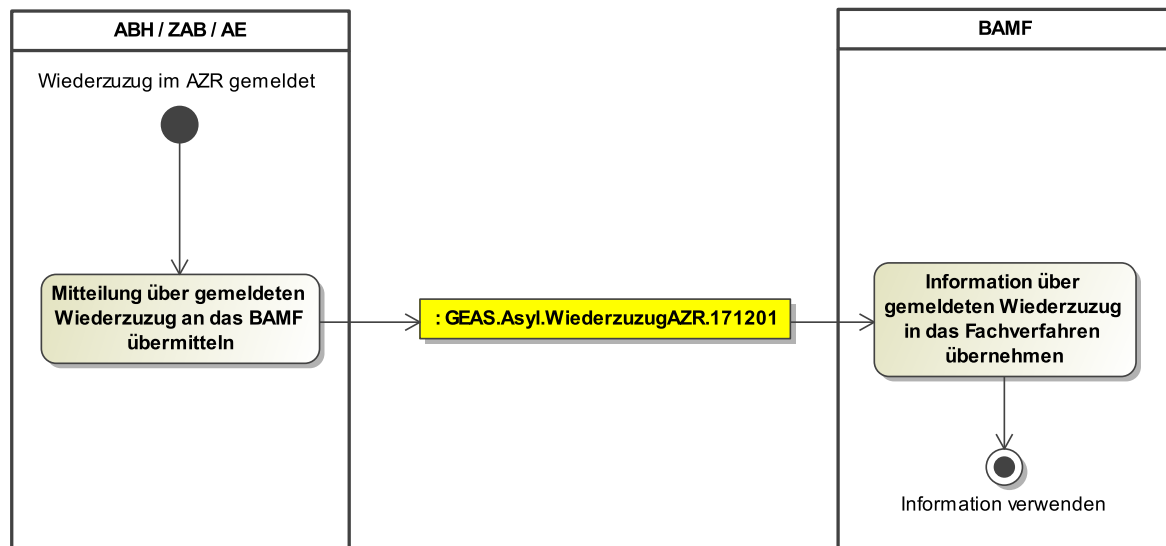 ABH / ZAB / AE
Wiederzuzug im AZR gemeldet
Mitteilung über gemeldeten
Wiederzuzug an das BAMF
übermitteln
: GEAS.Asyl.WiederzuzugAZR.171201
BAMF
Information über
gemeldeten Wiederzuzug
in das Fachverfahren
übernehmen
Information verwenden